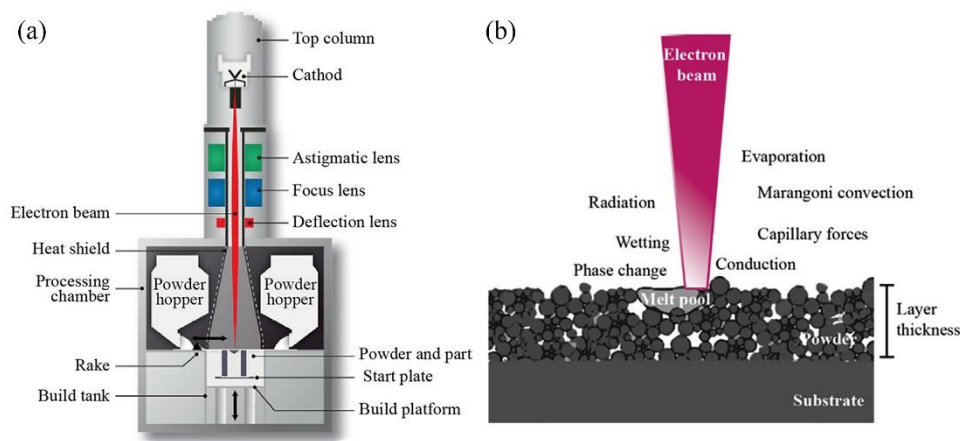 (a)
Top column
Cathod
Astigmatic lens
Focus lens
Electron beam
Deflection lens
Heat shield
Processing
chamber
Powder
hopper
Powder
hopper
Rake
Powder and part
Start plate
Build tank
Build platform
(b)
Electron
beam
Evaporation
Radiation
Marangoni convection
Wetting
Capillary forces
Phase change
Conduction
Melt pool
Layer
thickness
Powder
Substrate